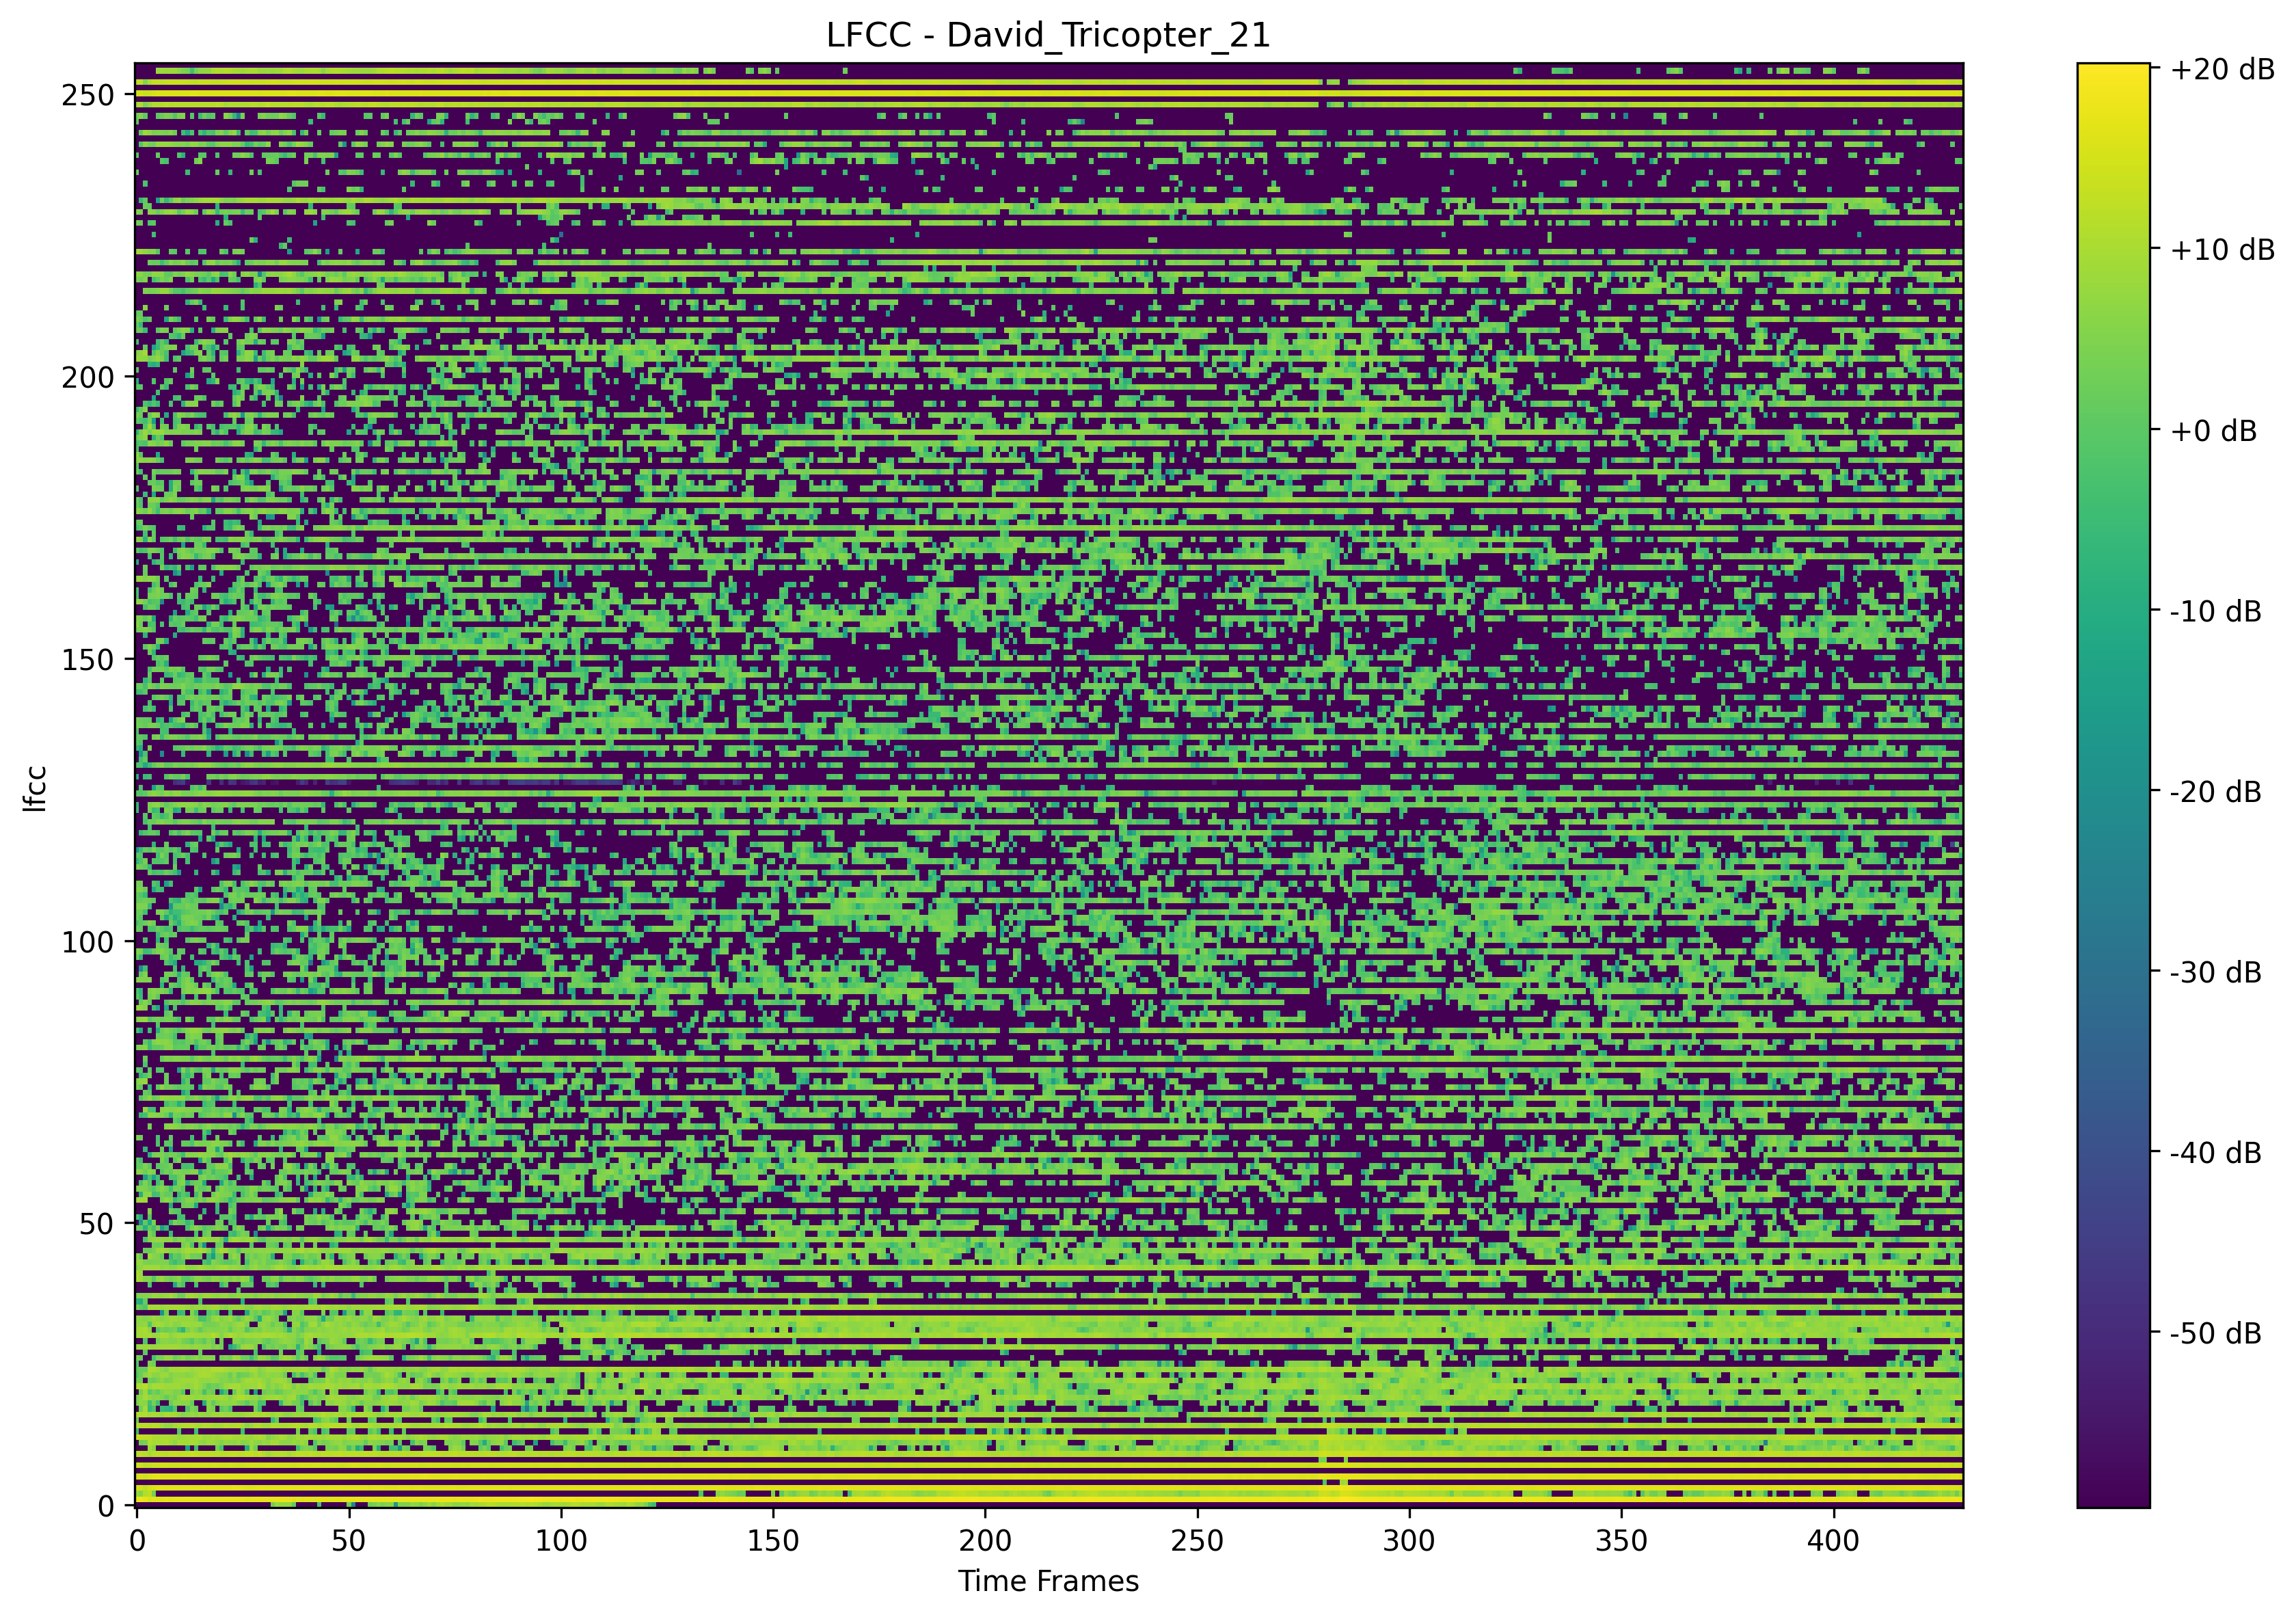 LFCC - David_Tricopter_21
250
200
150
100
50
0
lfcc
0 50 100 150 200 250 300 350 400
Time Frames
+20 dB
+10 dB
+0 dB
-10 dB
-20 dB
-30 dB
-40 dB
-50 dB